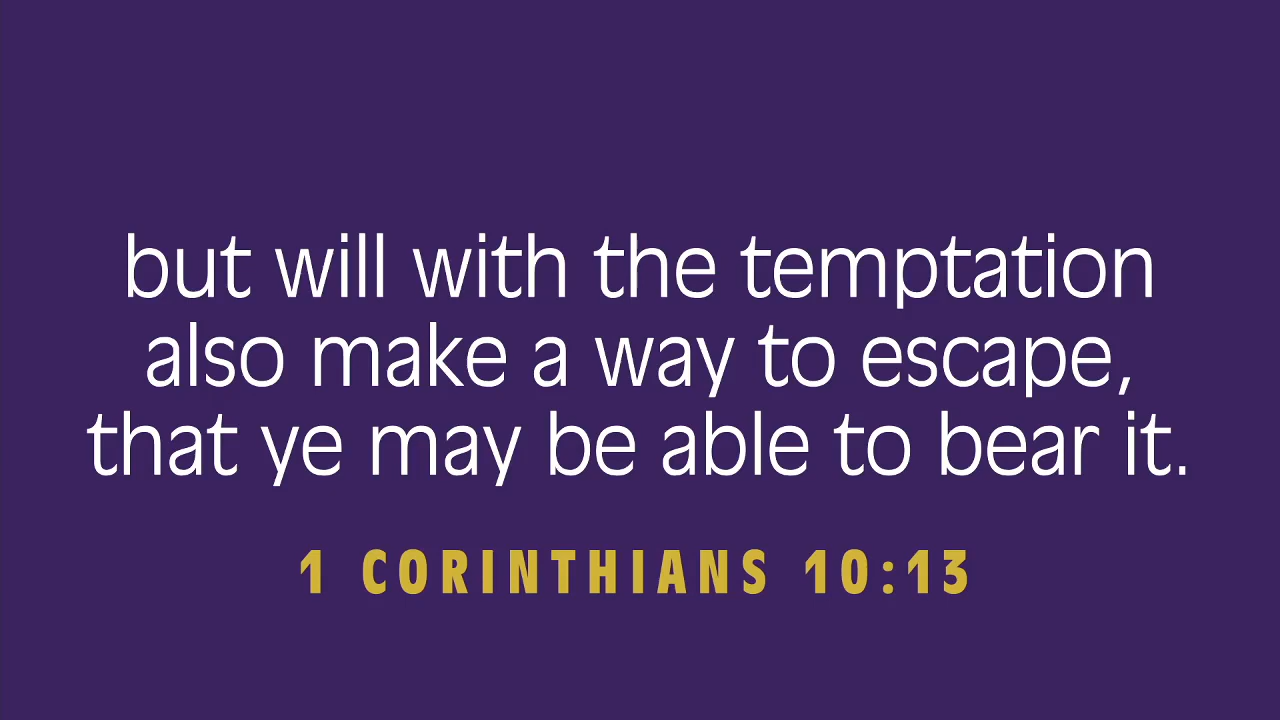 but will with the temptation
also make a way to escape,
that ye may be able to bear it.
1 CORINTHIANS 10:13